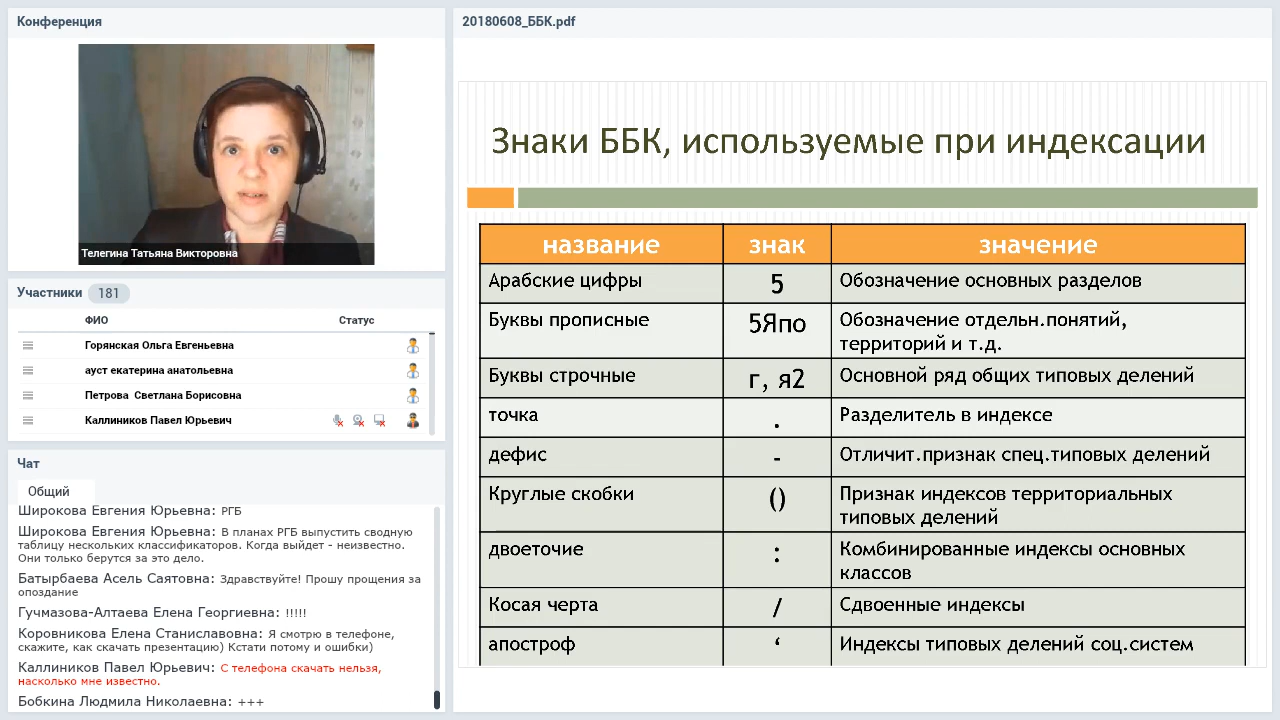 Конференция
Телегина Татьяна Викторовна
Участники 181
ФИО Статус
Горянская Ольга Евгеньевна
ауст екатерина анатольевна
Петрова Светлана Борисовна
Каллиников Павел Юрьевич
Чат
Общий
Широкова Евгения Юрьевна: РГБ
Широкова Евгения Юрьевна: В планах РГБ выпустить сводную
таблицу нескольких классификаторов. Когда выйдет - неизвестно.
Они только берутся за это дело.
Батырбаева Асель Саятовна: Здравствуйте! Прошу прощения за
опоздание
Гучмазова-Алтаева Елена Георгиевна: !!!!!
Коровникова Елена Станиславовна: Я смотрю в телефоне,
скажите, как скачать презентацию) Кстати потому и ошибки)
Каллиников Павел Юрьевич: С телефона скачать нельзя,
насколько мне известно.
Бобкина Людмила Николаевна: +++
20180608_ББК.pdf
Знаки ББК, используемые при индексации
название знак значение
Арабские цифры 5 Обозначение основных разделов
Буквы прописные 5Япо Обозначение отдельн.понятий,
территорий и т.д.
Буквы строчные г, я2 Основной ряд общих типовых делений
точка . Разделитель в индексе
дефис - Отличит.признак спец.типовых делений
Круглые скобки () Признак индексов территориальных
типовых делений
двоеточие : Комбинированные индексы основных
классов
Косая черта / Сдвоенные индексы
апостроф ‘ Индексы типовых делений соц.систем